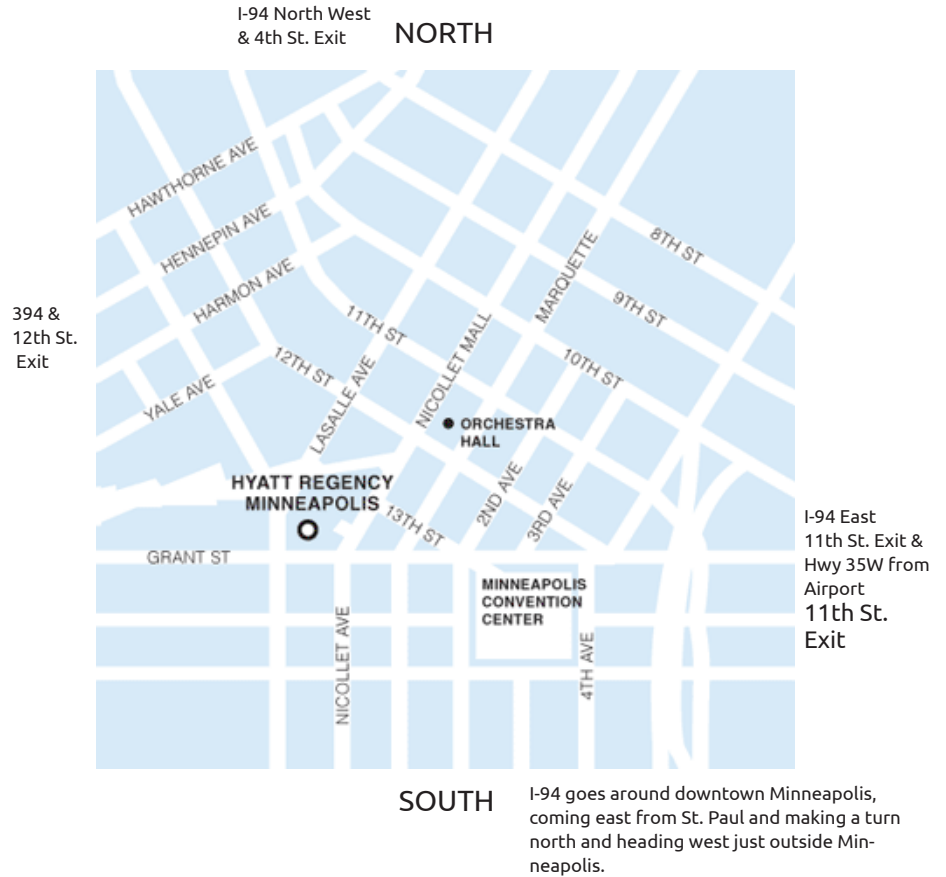 I-94 North West
& 4th St. Exit
NORTH
HAWTHORNE AVE
HENNEPIN AVE
HARMON AVE
8TH ST
MARQUETTE
9TH ST
394 &
12th St.
Exit
11TH ST
NICOLLET MALL
12TH ST
10TH ST
YALE AVE
LASALLE AVE
ORCHESTRA
HALL
HYATT REGENCY
MINNEAPOLIS
13TH ST
2ND AVE
3RD AVE
GRANT ST
I-94 East
11th St. Exit &
Hwy 35W from
Airport
11th St.
Exit
MINNEAPOLIS
CONVENTION
CENTER
NICOLLET AVE
4TH AVE
SOUTH
I-94 goes around downtown Minneapolis,
coming east from St. Paul and making a turn
north and heading west just outside Min-
neapolis.